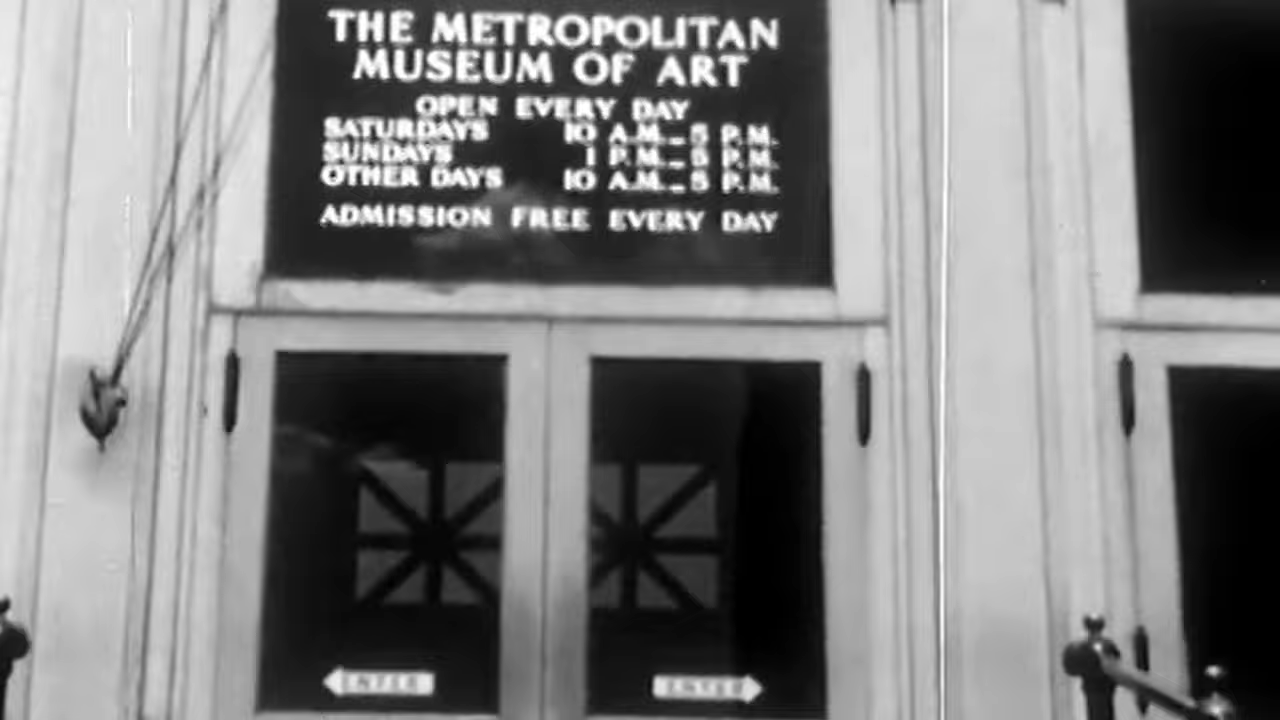 THE METROPOLITAN
MUSEUM OF ART
OPEN EVERY DAY
SATURDAYS 10 A.M. - 5 P.M.
SUNDAYS 1 P.M. - 5 P.M.
OTHER DAYS 10 A.M. - 5 P.M.
ADMISSION FREE EVERY DAY
ENTER ENTER